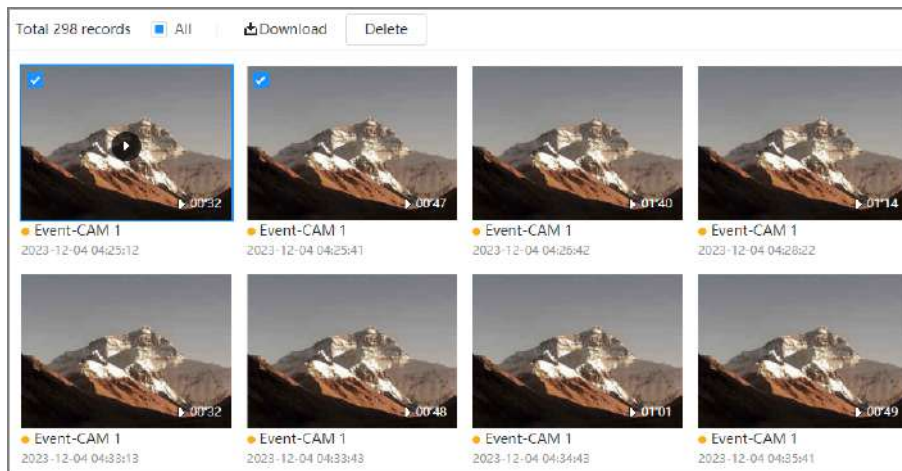 Total 298 records All Download Delete
00'32 00'47 01'40 01'14
Event-CAM 1 Event-CAM 1 Event-CAM 1 Event-CAM 1
2023-12-04 04:25:12 2023-12-04 04:25:41 2023-12-04 04:26:42 2023-12-04 04:28:22
00'32 00'48 01'01 00'49
Event-CAM 1 Event-CAM 1 Event-CAM 1 Event-CAM 1
2023-12-04 04:33:13 2023-12-04 04:33:43 2023-12-04 04:34:43 2023-12-04 04:35:41